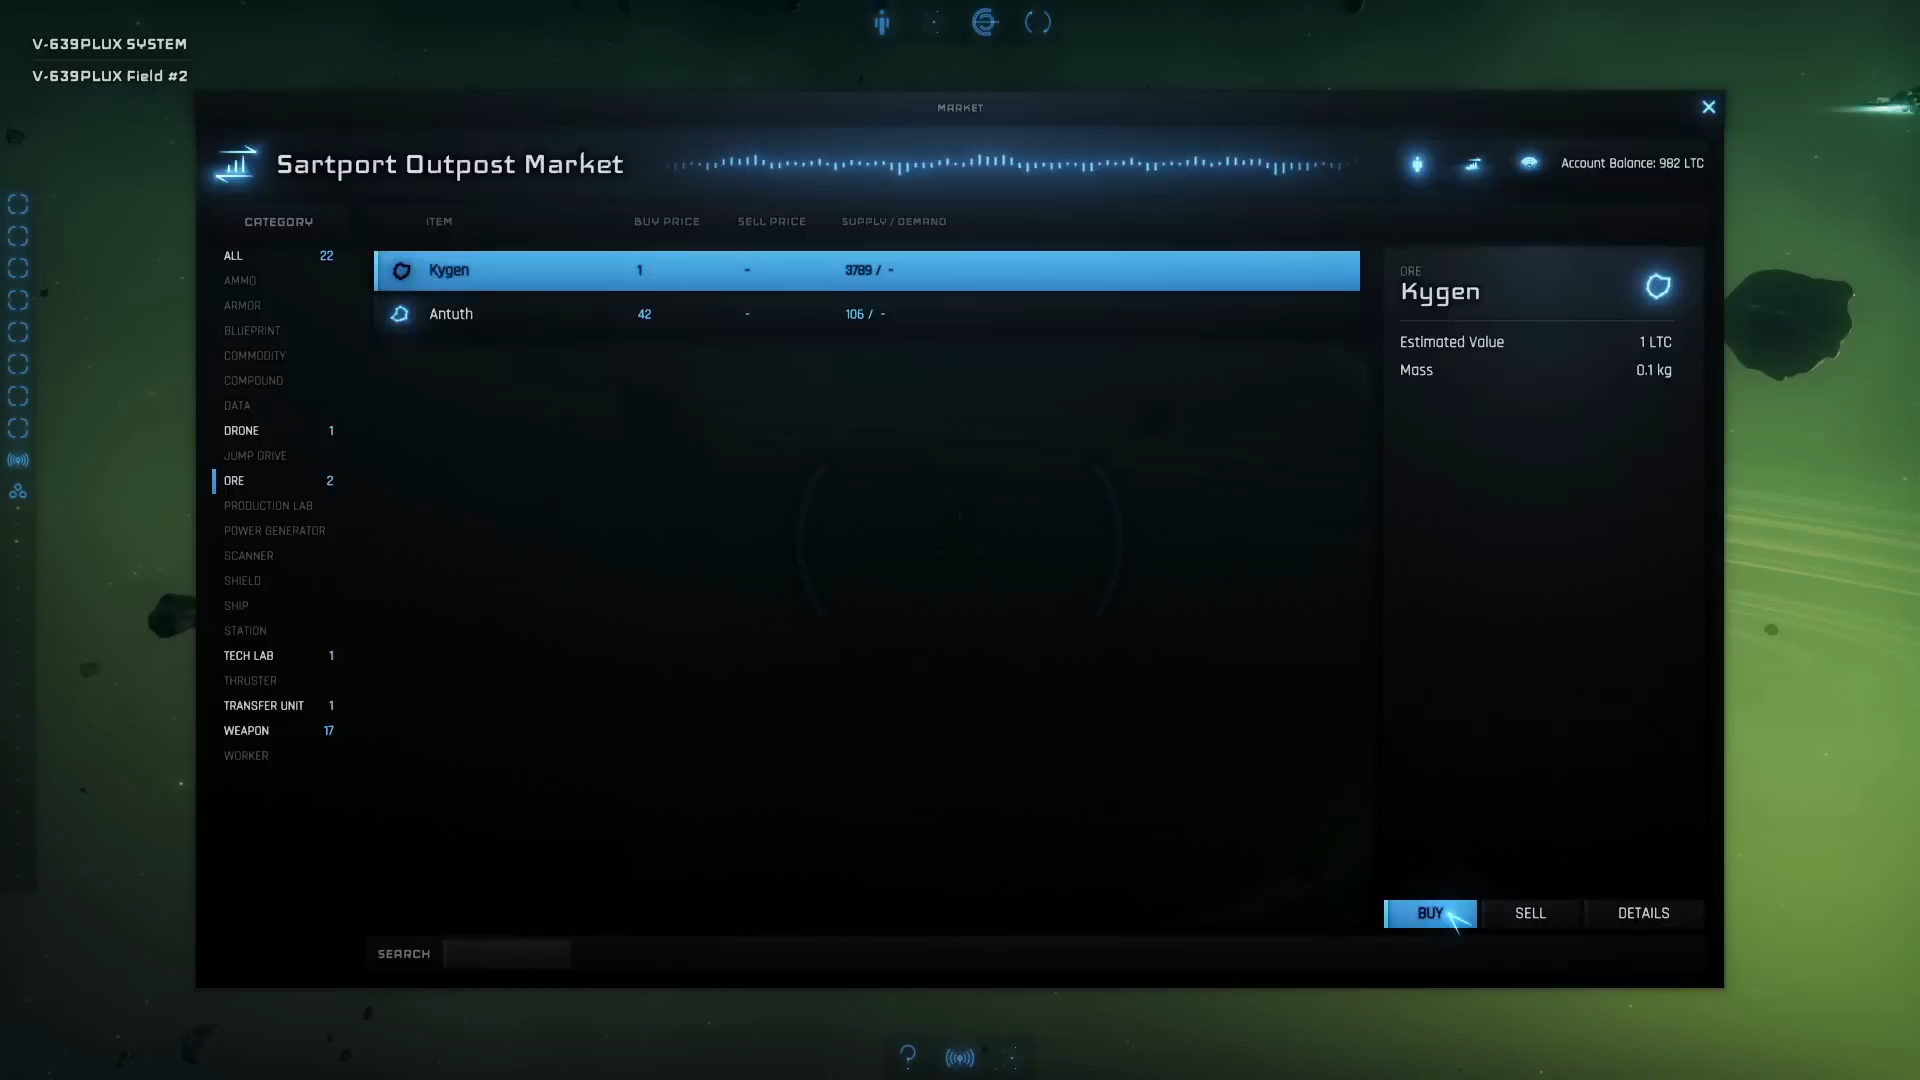 V-639PLUX SYSTEM
V-639PLUX Field #2
MARKET
Sartport Outpost Market
Account Balance: 982 LTC
CATEGORY
ITEM BUY PRICE SELL PRICE SUPPLY / DEMAND
ALL 22
AMMO
ARMOR
BLUEPRINT
COMMODITY
COMPOUND
DATA
DRONE 1
JUMP DRIVE
ORE 2
PRODUCTION LAB
POWER GENERATOR
SCANNER
SHIELD
SHIP
STATION
TECH LAB 1
THRUSTER
TRANSFER UNIT 1
WEAPON 17
WORKER
Kygen 1 - 3789 / -
Antuth 42 - 106 / -
ORE
Kygen
Estimated Value 1 LTC
Mass 0.1 kg
BUY SELL DETAILS
SEARCH
?